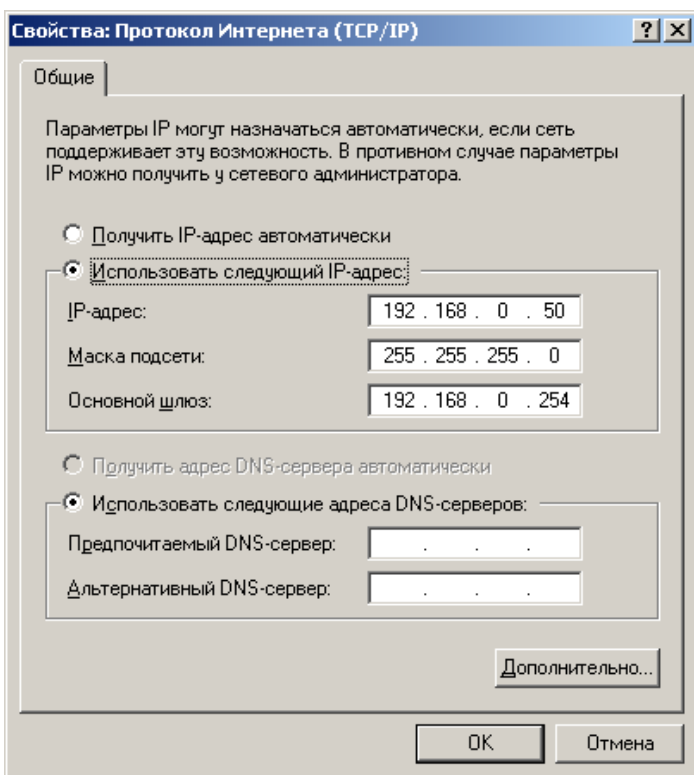 Свойства: Протокол Интернета (TCP/IP)
Общие
Параметры IP могут назначаться автоматически, если сеть
поддерживает эту возможность. В противном случае параметры
IP можно получить у сетевого администратора.
Получить IP-адрес автоматически
Использовать следующий IP-адрес:
IP-адрес: 192 . 168 . 0 . 50
Маска подсети: 255 . 255 . 255 . 0
Основной шлюз: 192 . 168 . 0 . 254
Получить адрес DNS-сервера автоматически
Использовать следующие адреса DNS-серверов:
Предпочитаемый DNS-сервер: . . .
Альтернативный DNS-сервер: . . .
Дополнительно...
OK Отмена